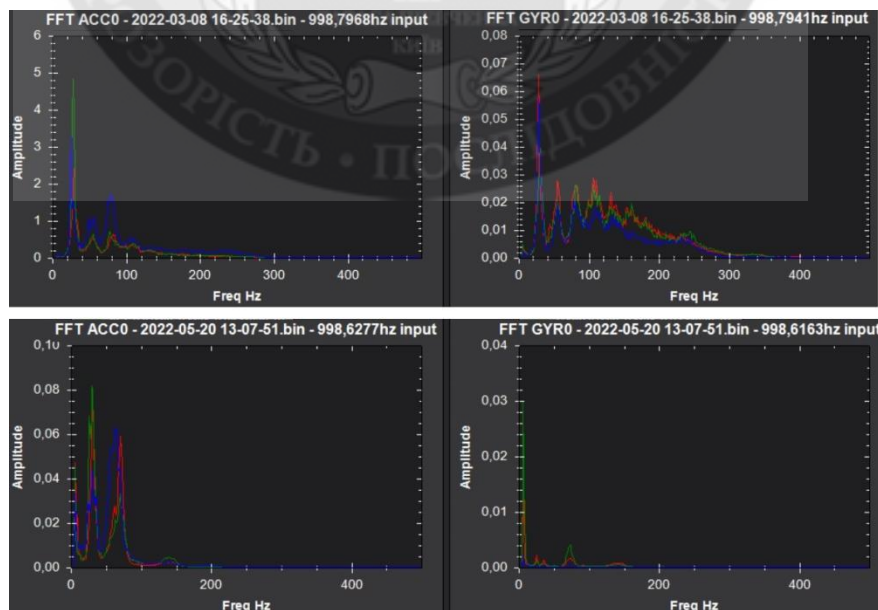 FFT ACC0 - 2022-03-08 16-25-38.bin - 998,7968hz input
6
5
4
3
2
1
0
Amplitude
0 100 200 400
Freq Hz
FFT GYR0 - 2022-03-08 16-25-38.bin - 998,7941hz input
0,08
0,07
0,06
0,05
0,04
0,03
0,02
0,01
0,00
Amplitude
0 100 200 300 400
Freq Hz
КИЇВ
ЗОРІСТЬ • ПОСЛІДОВНІС
FFT ACC0 - 2022-05-20 13-07-51.bin - 998,6277hz input
0,10
0,08
0,06
0,04
0,02
0,00
Amplitude
0 100 200 400
Freq Hz
FFT GYR0 - 2022-05-20 13-07-51.bin - 998,6163hz input
0,04
0,03
0,02
0,01
0,00
Amplitude
0 200 400
Freq Hz